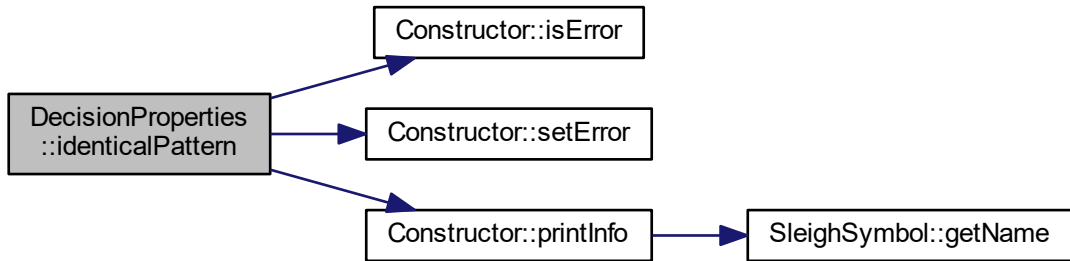 Constructor::isError
DecisionProperties
::identicalPattern
Constructor::setError
Constructor::printInfo
SleighSymbol::getName